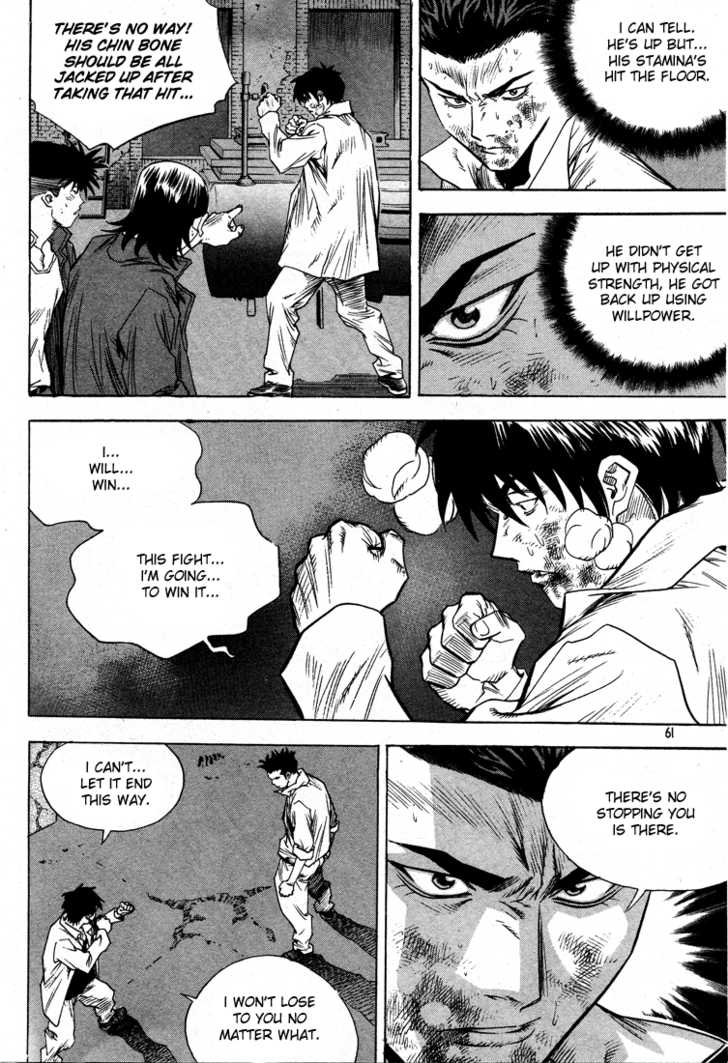 THERE'S NO WAY!
HIS CHIN BONE
SHOULD BE ALL
JACKED UP AFTER
TAKING THAT HIT...
I CAN TELL.
HE'S UP BUT...
HIS STAMINA'S
HIT THE FLOOR.
HE DIDN'T GET
UP WITH PHYSICAL
STRENGTH, HE GOT
BACK UP USING
WILLPOWER.
I...
WILL...
WIN...
THIS FIGHT...
I'M GOING...
TO WIN IT...
61
I CAN'T...
LET IT END
THIS WAY.
I WON'T LOSE
TO YOU NO
MATTER WHAT.
THERE'S NO
STOPPING YOU
IS THERE.